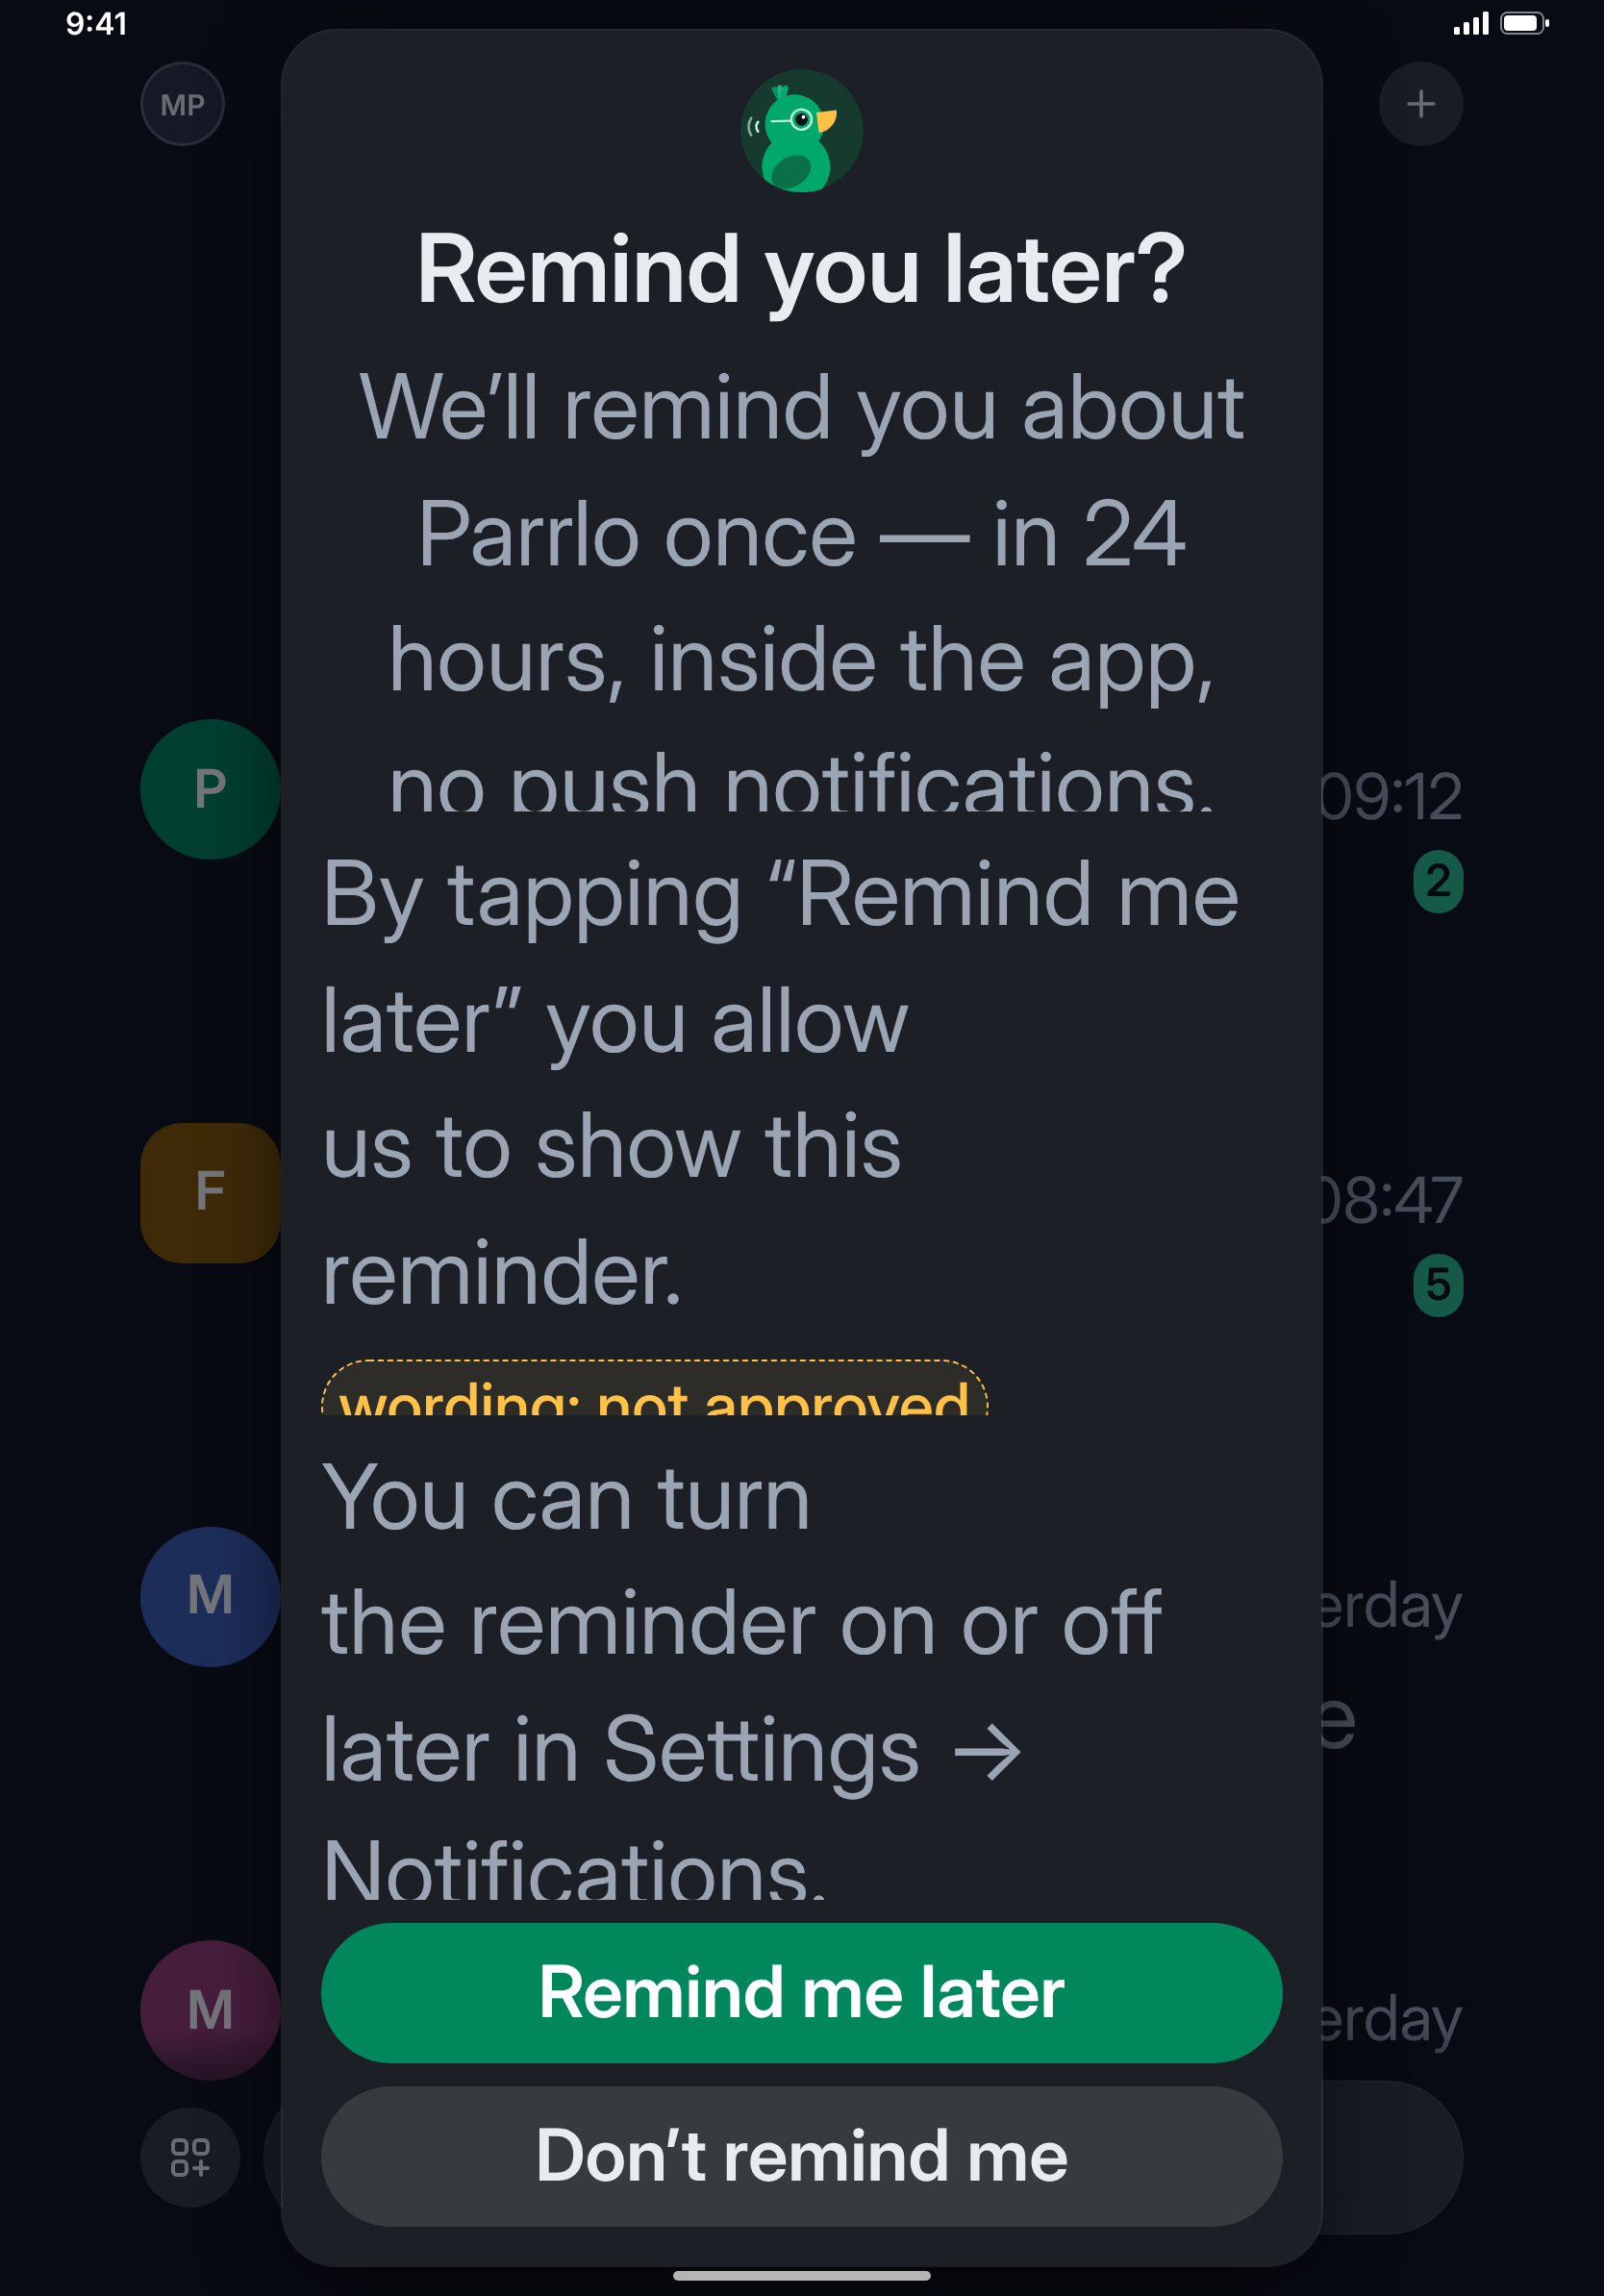 9:41
MP
Remind you later?
We’ll remind you about
Parrlo once — in 24
hours, inside the app,
no push notifications.
P
09:12
2
By tapping “Remind me
later” you allow
us to show this
reminder.
F
08:47
5
wording: not approved
You can turn
the reminder on or off
later in Settings →
Notifications.
M
erday
e
Remind me later
M
erday
Don’t remind me